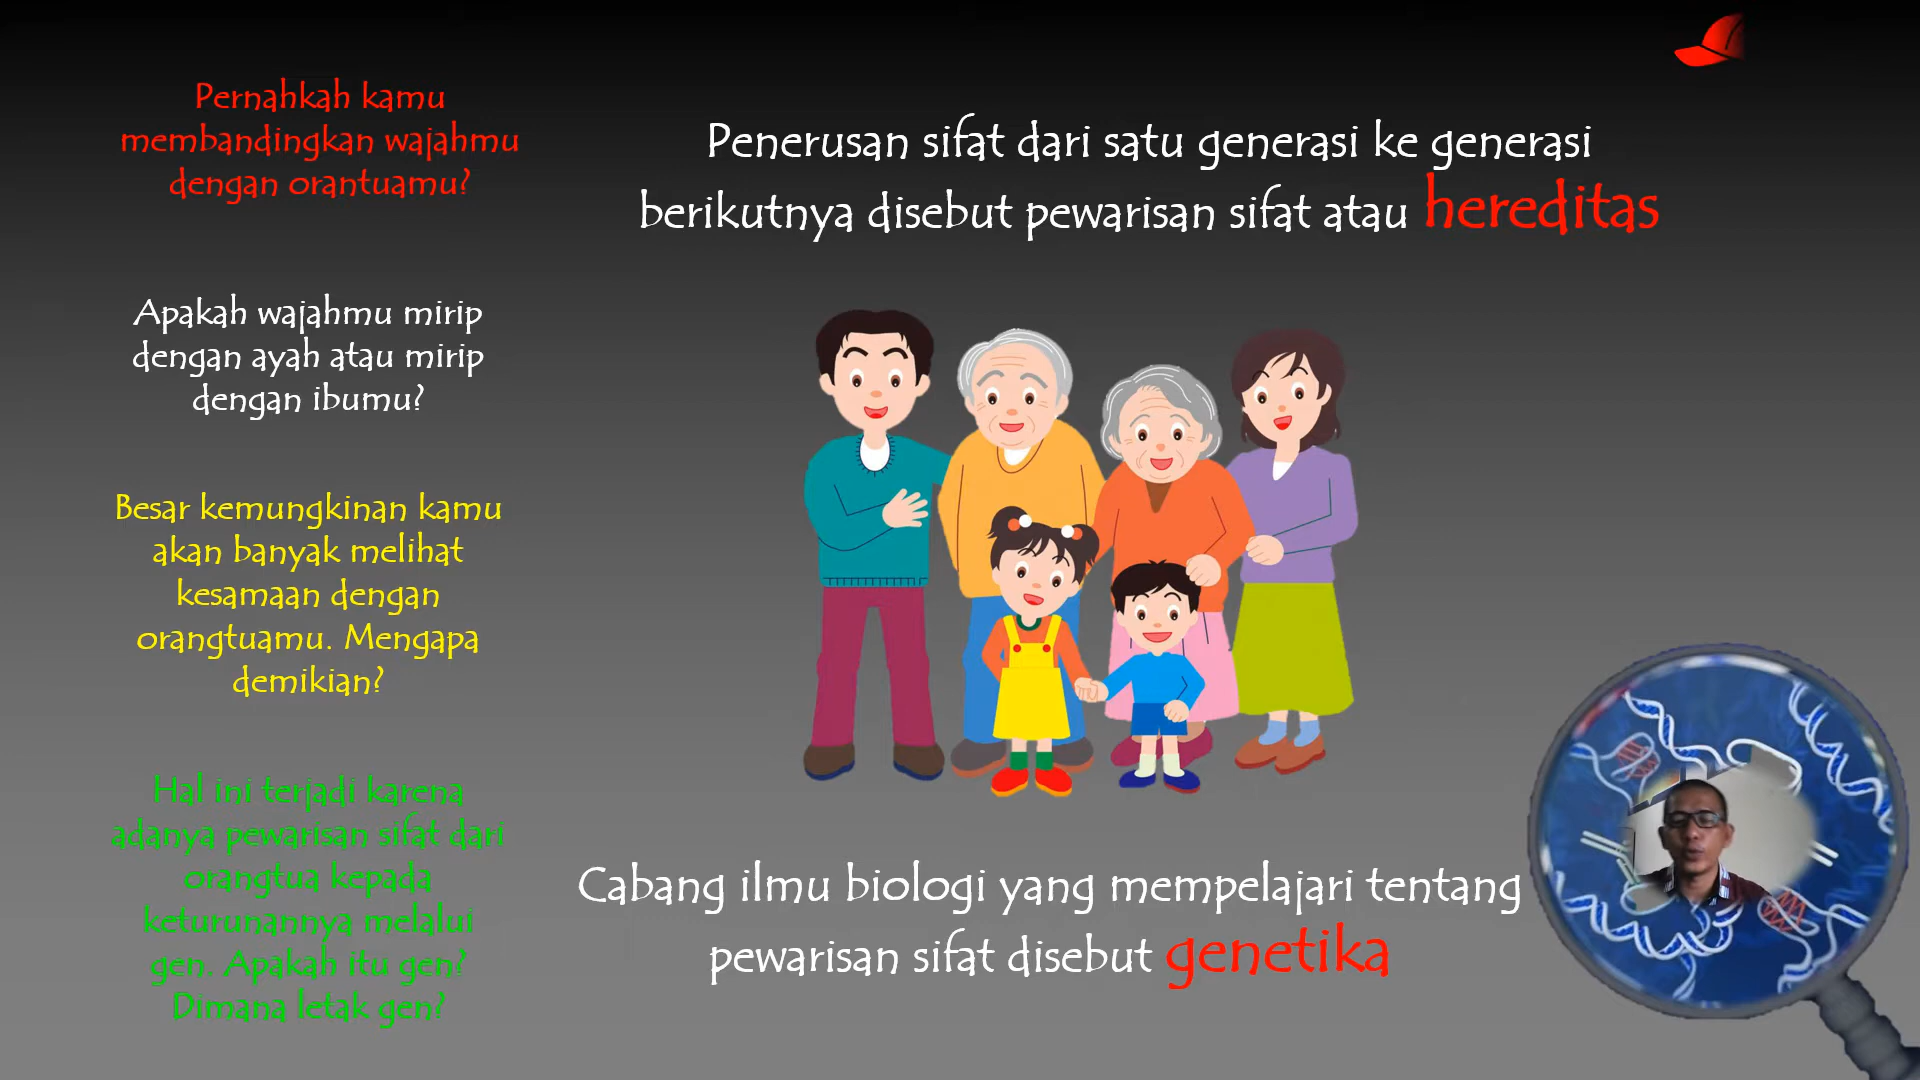 Pernahkah kamu
membandingkan wajahmu
dengan orantuamu?
Apakah wajahmu mirip
dengan ayah atau mirip
dengan ibumu?
Besar kemungkinan kamu
akan banyak melihat
kesamaan dengan
orangtuamu. Mengapa
demikian?
Hal ini terjadi karena
adanya pewarisan sifat dari
orangtua kepada
keturunannya melalui
gen. Apakah itu gen?
Dimana letak gen?
Penerusan sifat dari satu generasi ke generasi
berikutnya disebut pewarisan sifat atau hereditas
Cabang ilmu biologi yang mempelajari tentang
pewarisan sifat disebut genetika